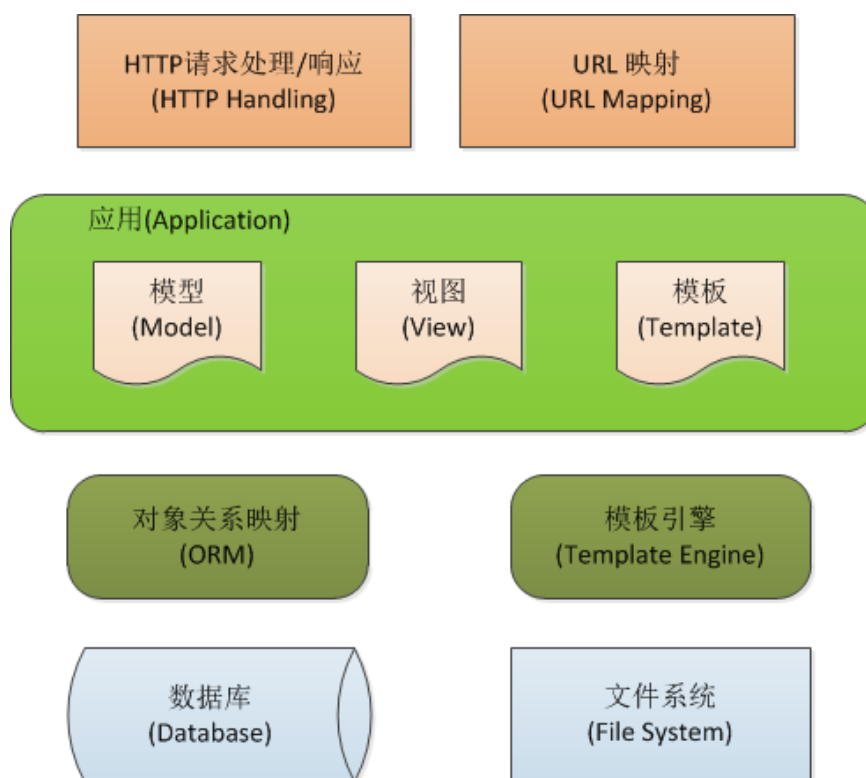 HTTP请求处理/响应
(HTTP Handling)
URL 映射
(URL Mapping)
应用(Application)
模型
(Model)
视图
(View)
模板
(Template)
对象关系映射
(ORM)
模板引擎
(Template Engine)
数据库
(Database)
文件系统
(File System)